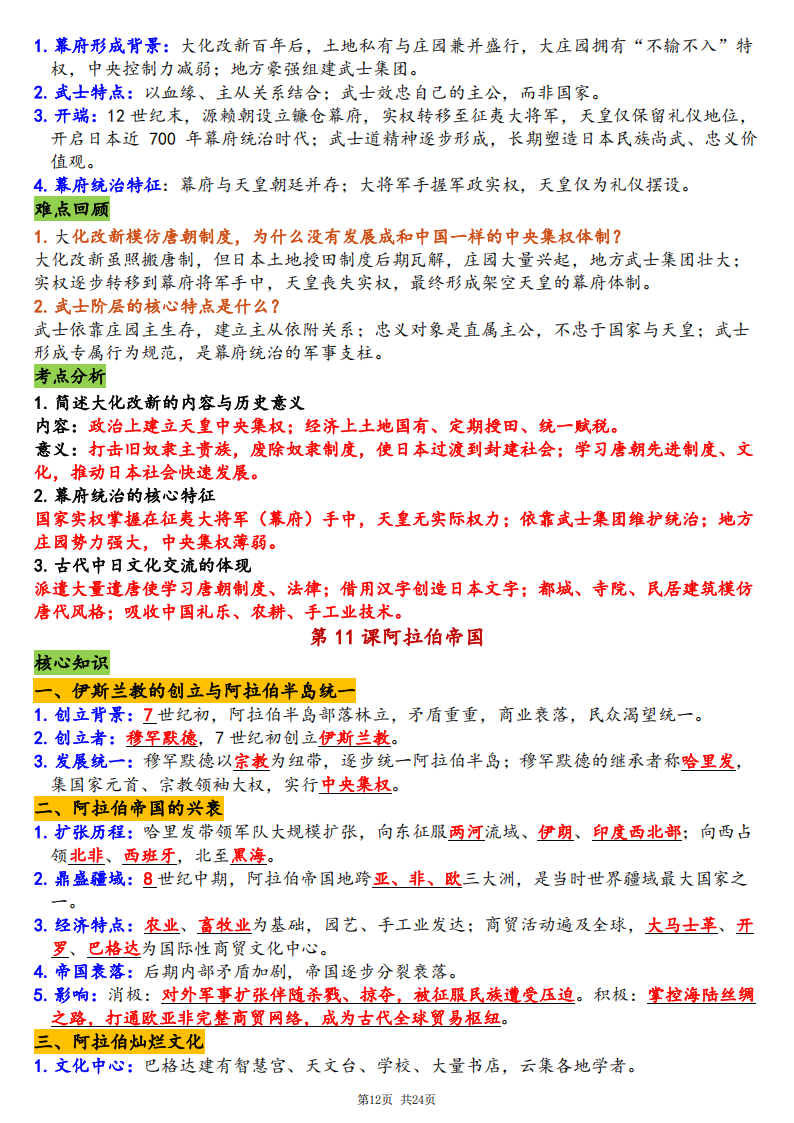 1. 幕府形成背景：大化改新百年后，土地私有与庄园兼并盛行，大庄园拥有“不输不入”特
权，中央控制力减弱；地方豪强组建武士集团。
2. 武士特点：以血缘、主从关系结合；武士效忠自己的主公，而非国家。
3. 开端：12 世纪末，源赖朝设立镰仓幕府，实权转移至征夷大将军，天皇仅保留礼仪地位，
开启日本近 700 年幕府统治时代；武士道精神逐步形成，长期塑造日本民族尚武、忠义价
值观。
4. 幕府统治特征：幕府与天皇朝廷并存；大将军手握军政实权，天皇仅为礼仪摆设。
难点回顾
1. 大化改新模仿唐朝制度，为什么没有发展成和中国一样的中央集权体制？
大化改新虽照搬唐制，但日本土地授田制度后期瓦解，庄园大量兴起，地方武士集团壮大；
实权逐步转移到幕府将军手中，天皇丧失实权，最终形成架空天皇的幕府体制。
2. 武士阶层的核心特点是什么？
武士依靠庄园主生存，建立主从依附关系；忠义对象是直属主公，不忠于国家与天皇；武士
形成专属行为规范，是幕府统治的军事支柱。
考点分析
1. 简述大化改新的内容与历史意义
内容：政治上建立天皇中央集权；经济上土地国有、定期授田、统一赋税。
意义：打击旧奴隶主贵族，废除奴隶制度，使日本过渡到封建社会；学习唐朝先进制度、文
化，推动日本社会快速发展。
2. 幕府统治的核心特征
国家实权掌握在征夷大将军（幕府）手中，天皇无实际权力；依靠武士集团维护统治；地方
庄园势力强大，中央集权薄弱。
3. 古代中日文化交流的体现
派遣大量遣唐使学习唐朝制度、法律；借用汉字创造日本文字；都城、寺院、民居建筑模仿
唐代风格；吸收中国礼乐、农耕、手工业技术。
第 11 课阿拉伯帝国
核心知识
一、伊斯兰教的创立与阿拉伯半岛统一
1. 创立背景：7 世纪初，阿拉伯半岛部落林立，矛盾重重，商业衰落，民众渴望统一。
2. 创立者：穆罕默德，7 世纪初创立伊斯兰教。
3. 发展统一：穆罕默德以宗教为纽带，逐步统一阿拉伯半岛；穆罕默德的继承者称哈里发，
集国家元首、宗教领袖大权，实行中央集权。
二、阿拉伯帝国的兴衰
1. 扩张历程：哈里发带领军队大规模扩张，向东征服两河流域、伊朗、印度西北部；向西占
领北非、西班牙，北至黑海。
2. 鼎盛疆域：8 世纪中期，阿拉伯帝国地跨亚、非、欧三大洲，是当时世界疆域最大国家之
一。
3. 经济特点：农业、畜牧业为基础，园艺、手工业发达；商贸活动遍及全球，大马士革、开
罗、巴格达为国际性商贸文化中心。
4. 帝国衰落：后期内部矛盾加剧，帝国逐步分裂衰落。
5. 影响：消极：对外军事扩张伴随杀戮、掠夺，被征服民族遭受压迫。积极：掌控海陆丝绸
之路，打通欧亚非完整商贸网络，成为古代全球贸易枢纽。
三、阿拉伯灿烂文化
1. 文化中心：巴格达建有智慧宫、天文台、学校、大量书店，云集各地学者。
第12页 共24页